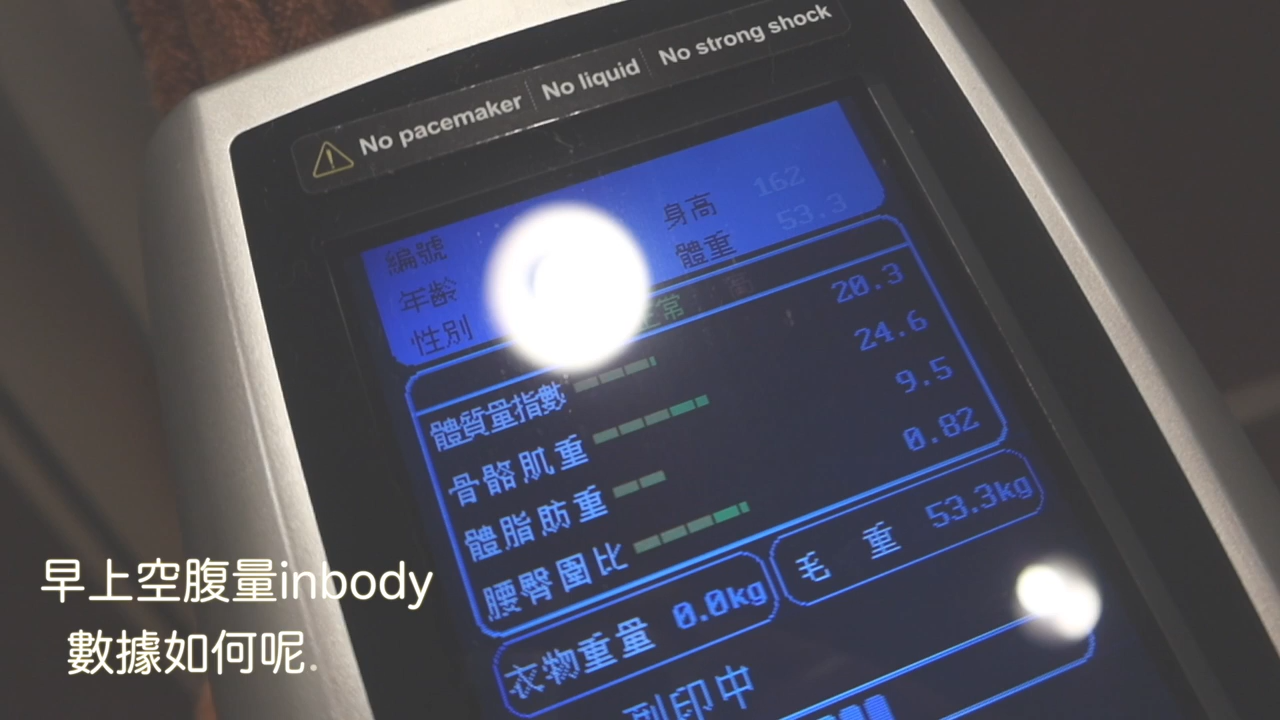 No pacemaker No liquid No strong shock
編號 身高 162
年齡 體重 53.3
性別 正常
體質量指數 20.3
骨骼肌重 24.6
體脂肪重 9.5
腰臀圍比 0.82
衣物重量 0.0kg 毛 重 53.3kg
列印中
早上空腹量inbody
數據如何呢.